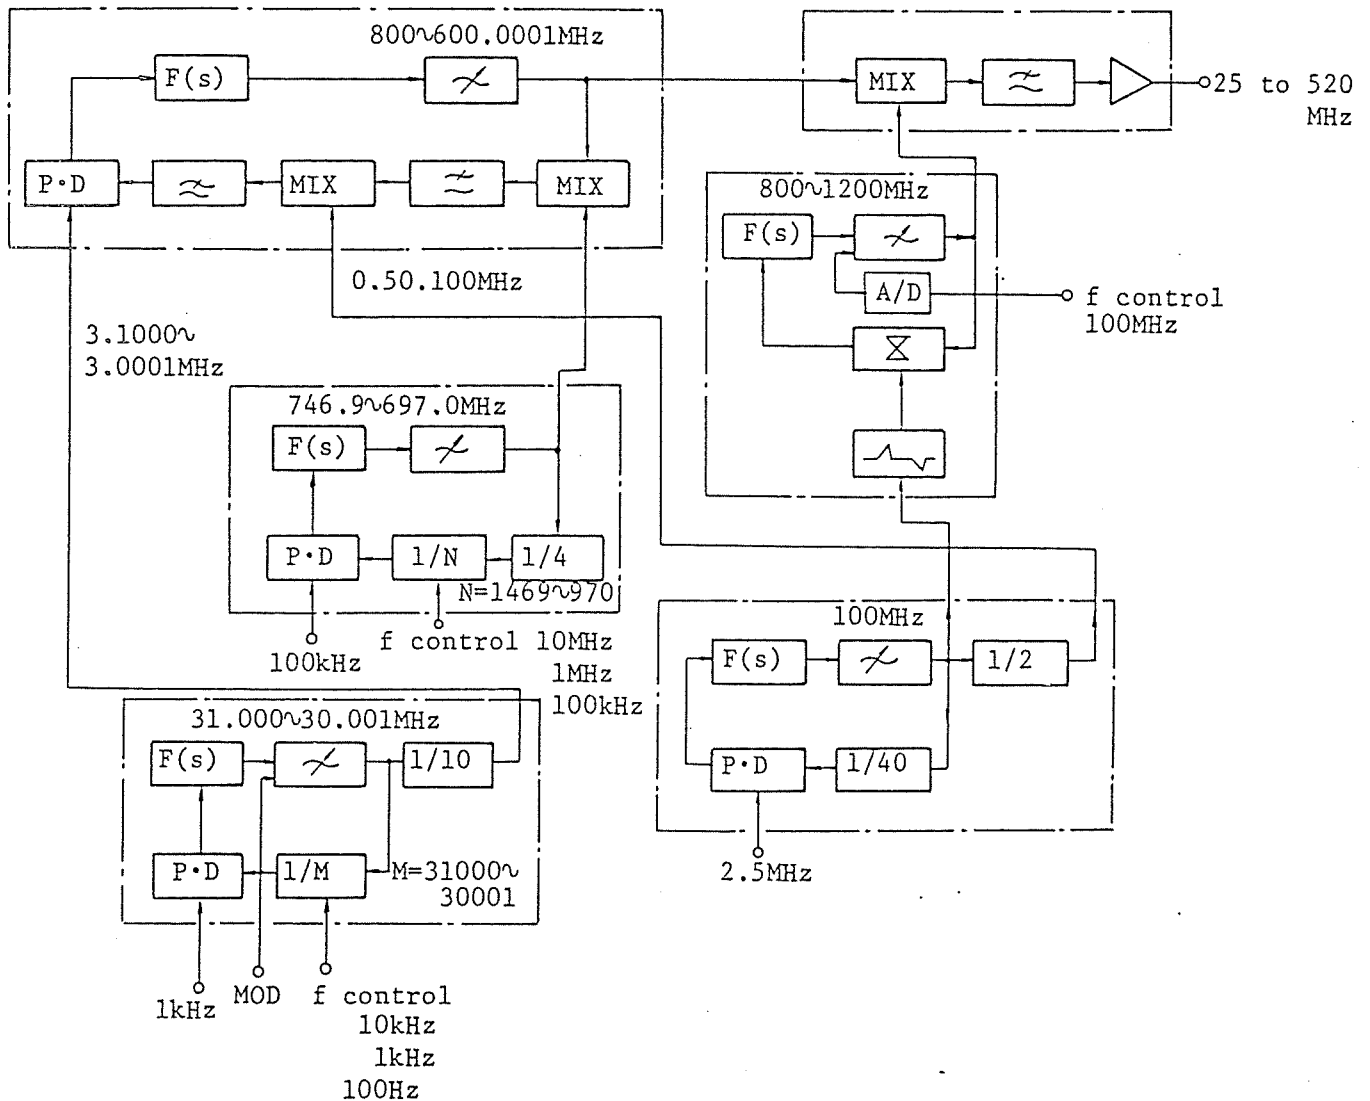 800~600.0001MHz
F(s)
MIX
25 to 520
MHz
P·D
MIX
MIX
800~1200MHz
F(s)
A/D
f control
100MHz
0.50.100MHz
3.1000~
3.0001MHz
746.9~697.0MHz
F(s)
P·D
1/N
1/4
N=1469~970
100kHz
f control 10MHz
1MHz
100kHz
100MHz
F(s)
1/2
P·D
1/40
2.5MHz
31.000~30.001MHz
F(s)
1/10
P·D
1/M
M=31000~
30001
1kHz
MOD
f control
10kHz
1kHz
100Hz